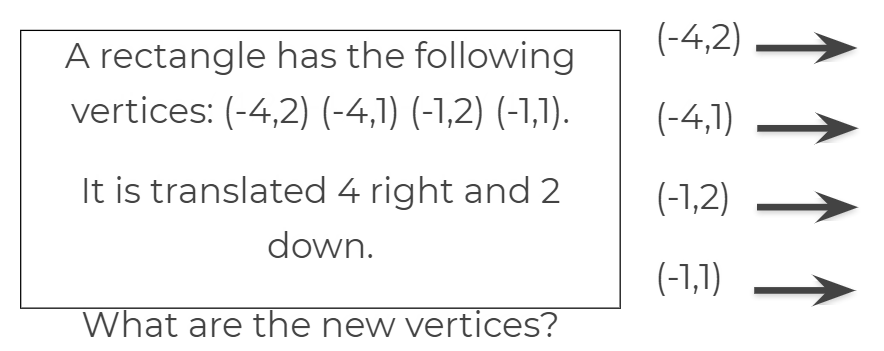 A rectangle has the following
vertices: (-4,2) (-4,1) (-1,2) (-1,1).
It is translated 4 right and 2
down.
What are the new vertices?
(-4,2)
(-4,1)
(-1,2)
(-1,1)